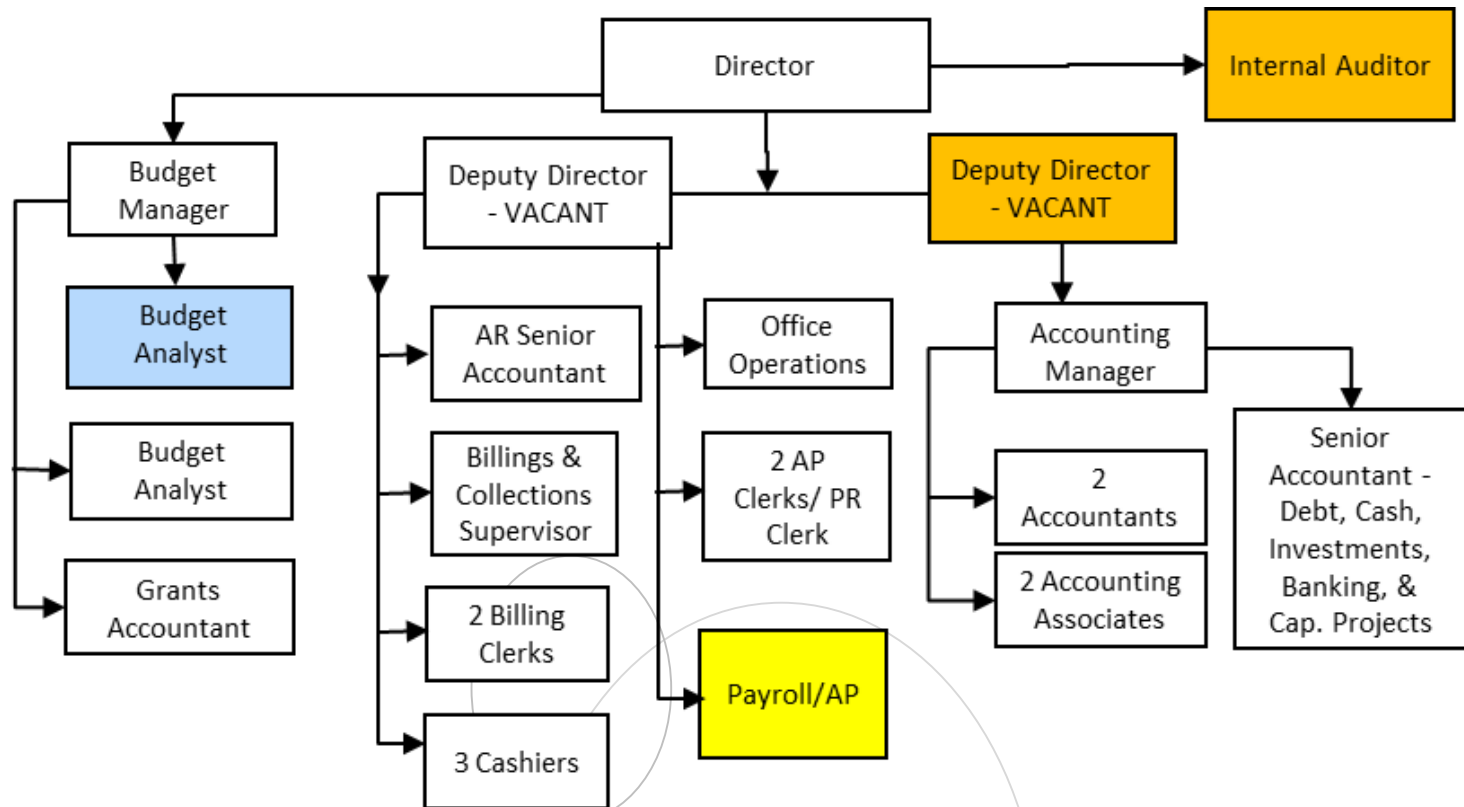 Director
Internal Auditor
Budget
Manager
Deputy Director
- VACANT
Deputy Director
- VACANT
Budget
Analyst
AR Senior
Accountant
Office
Operations
Accounting
Manager
Budget
Analyst
Billings &
Collections
Supervisor
2 AP
Clerks/ PR
Clerk
2
Accountants
Senior
Accountant -
Debt, Cash,
Investments,
Banking, &
Cap. Projects
Grants
Accountant
2 Billing
Clerks
2 Accounting
Associates
Payroll/AP
3 Cashiers